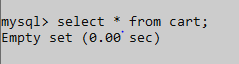 mysql> select * from cart;
Empty set (0.00 sec)